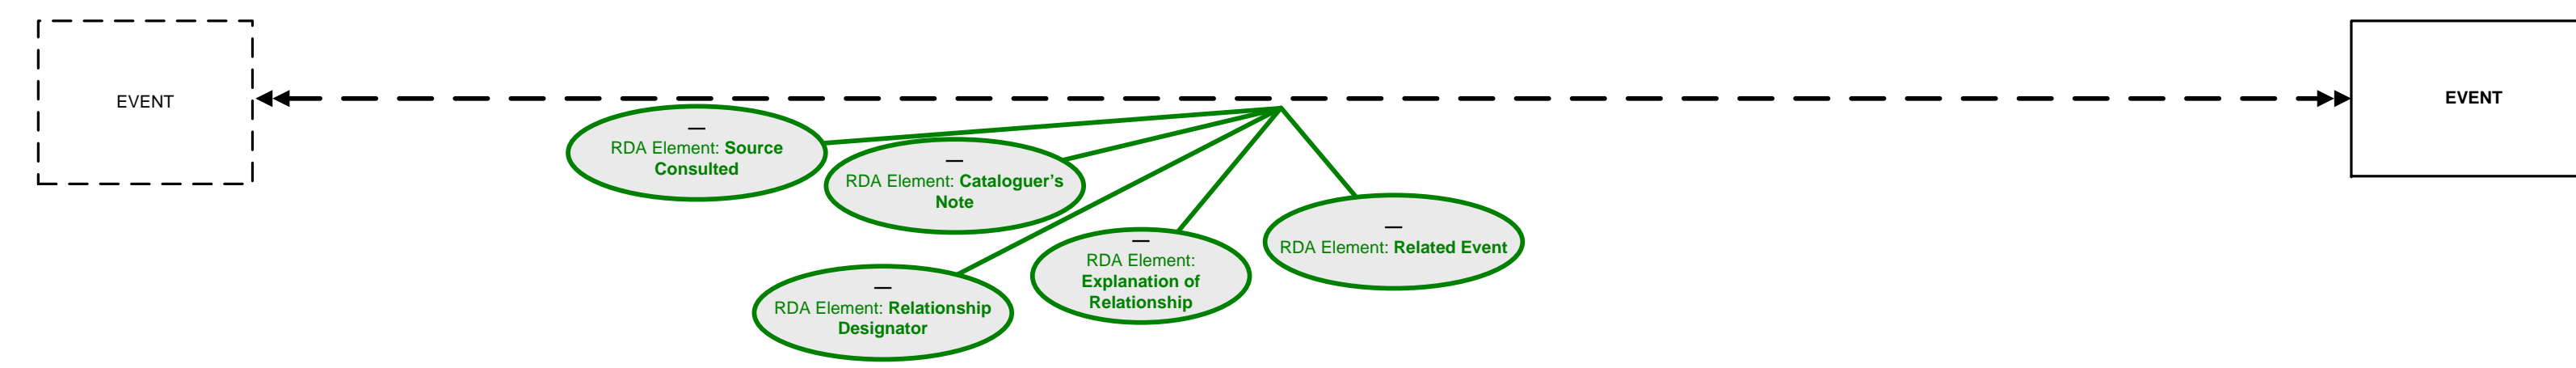 EVENT
EVENT
—
RDA Element: Source
Consulted
—
RDA Element: Cataloguer’s
Note
—
RDA Element: Relationship
Designator
—
RDA Element:
Explanation of
Relationship
—
RDA Element: Related Event